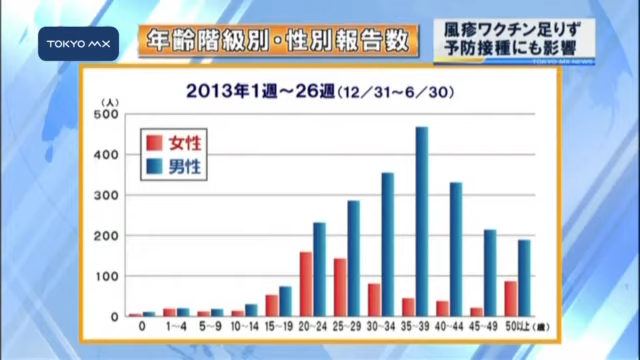 TOKYO MX
年齢階級別・性別報告数
風疹ワクチン足りず
予防接種にも影響
TOKYO MX NEWS
2013年1週～26週(12／31～6／30)
(人)
500
400
300
200
100
0
女性
男性
0 1～4 5～9 10～14 15～19 20～24 25～29 30～34 35～39 40～44 45～49 50以上(歳)